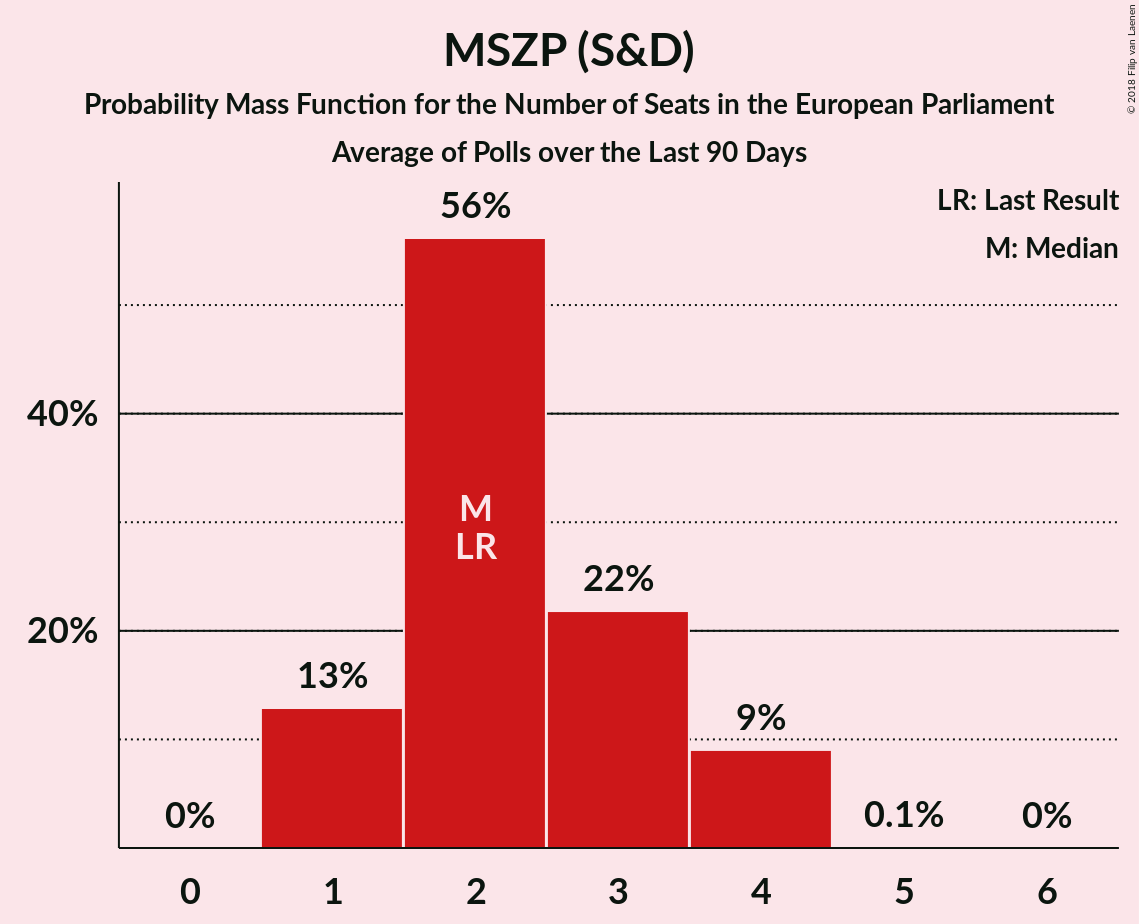 MSZP (S&D)
Probability Mass Function for the Number of Seats in the European Parliament
Average of Polls over the Last 90 Days
© 2018 Filip van Laenen
LR: Last Result
M: Median
56%
40%
M
LR
22%
20%
13%
9%
0%
0.1%
0%
0 1 2 3 4 5 6